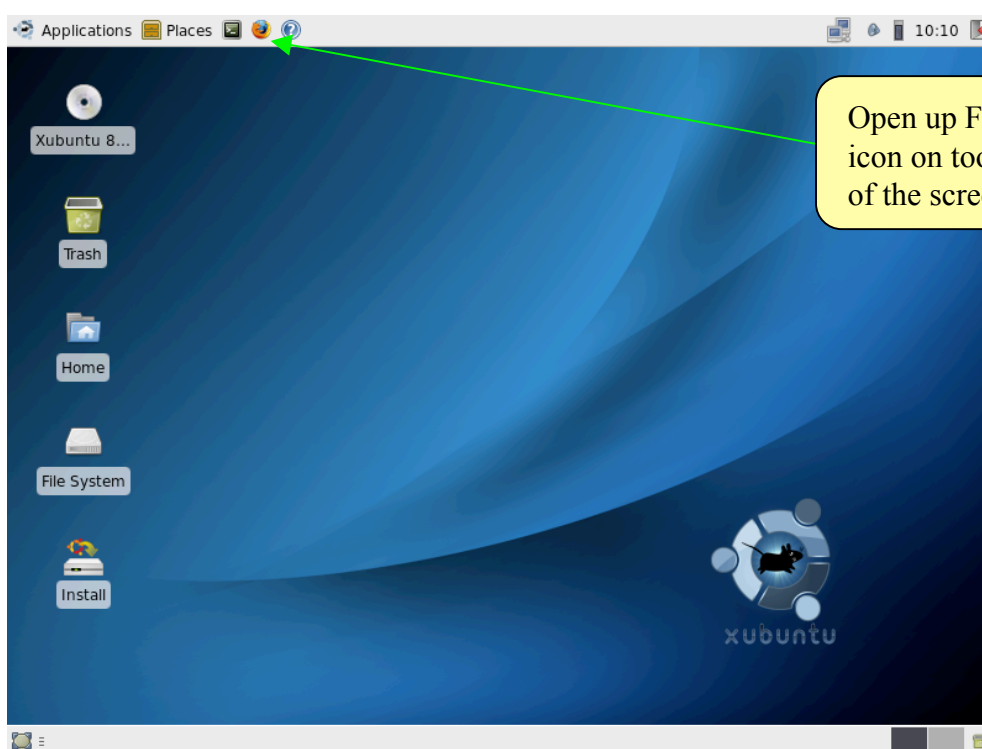 Applications Places 10:10
Xubuntu 8...
Open up F
icon on too
of the scre
Trash
Home
File System
Install
xubuntu